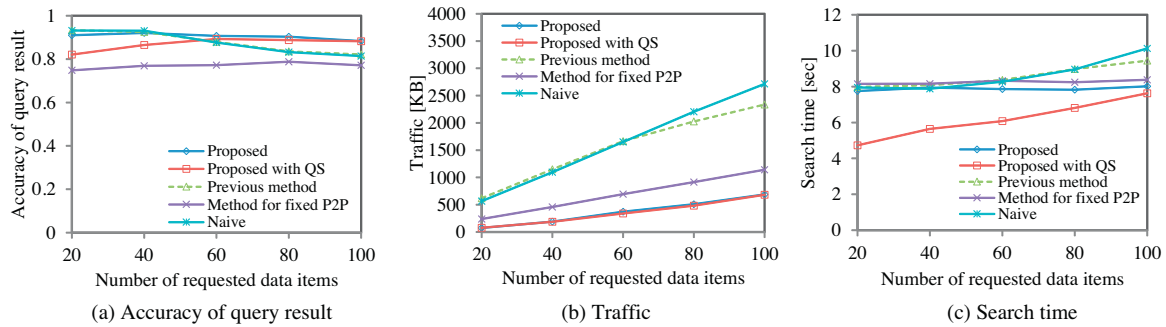 Accuracy of query result
1
0.8
0.6
0.4
0.2
0
Proposed
Proposed with QS
Previous method
Method for fixed P2P
Naive
20 40 60 80 100
Number of requested data items
(a) Accuracy of query result
Traffic [KB]
4000
3500
3000
2500
2000
1500
1000
500
0
Proposed
Proposed with QS
Previous method
Method for fixed P2P
Naive
20 40 60 80 100
Number of requested data items
(b) Traffic
Search time [sec]
12
10
8
6
4
2
0
Proposed
Proposed with QS
Previous method
Method for fixed P2P
Naive
20 40 60 80 100
Number of requested data items
(c) Search time